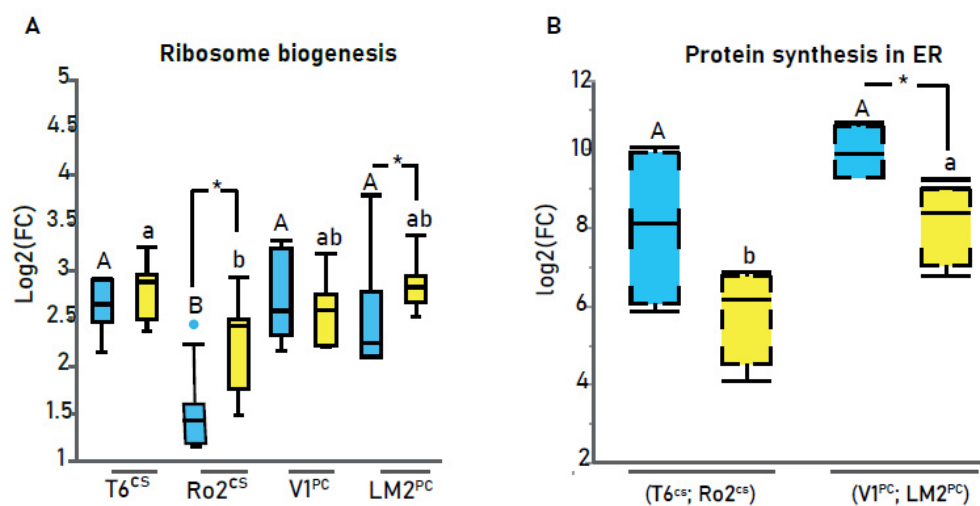 A
Ribosome biogenesis
Log2(FC)
5
4.5
4
3.5
3
2.5
2
1.5
1
A
a
B
*
b
A
ab
A
*
ab
T6ᶜˢ
Ro2ᶜˢ
V1ᴾᶜ
LM2ᴾᶜ
B
Protein synthesis in ER
log2(FC)
12
10
8
6
4
2
A
b
A
*
a
(T6ᶜˢ; Ro2ᶜˢ)
(V1ᴾᶜ; LM2ᴾᶜ)